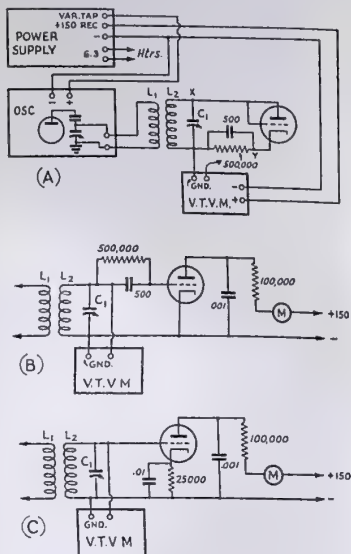 VAR. TAP
+150 REC
-
6.3
POWER
SUPPLY
Htrs.
- +
OSC
(A)
L1 L2 X
C1
500
Y
500,000
GND.
V.T.V.M.
-
+
500,000
L1 L2
C1
500
.001
100,000
M
+150
-
GND.
V.T.V M
(B)
L1 L2
C1
.01
25000
.001
100,000
M
+150
-
GND.
V.T.V M
(C)